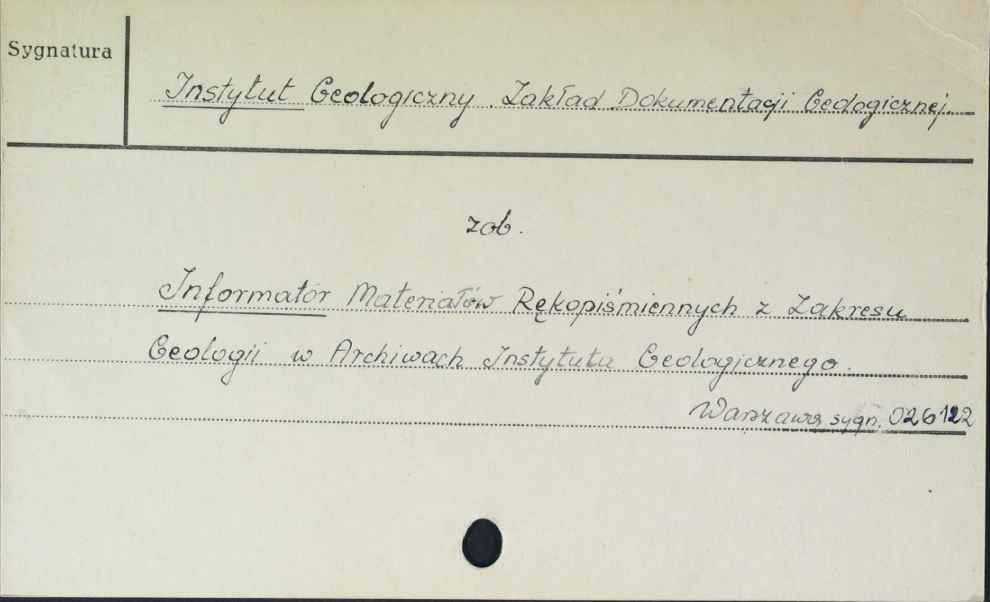 Sygnatura
Instytut Geologiczny Zakład Dokumentacji Geologicznej.
zob.
Informator Materiałów Rękopiśmiennych z Zakresu
Geologii w Archiwach Instytutu Geologicznego.
Warszawa sygn. 026122